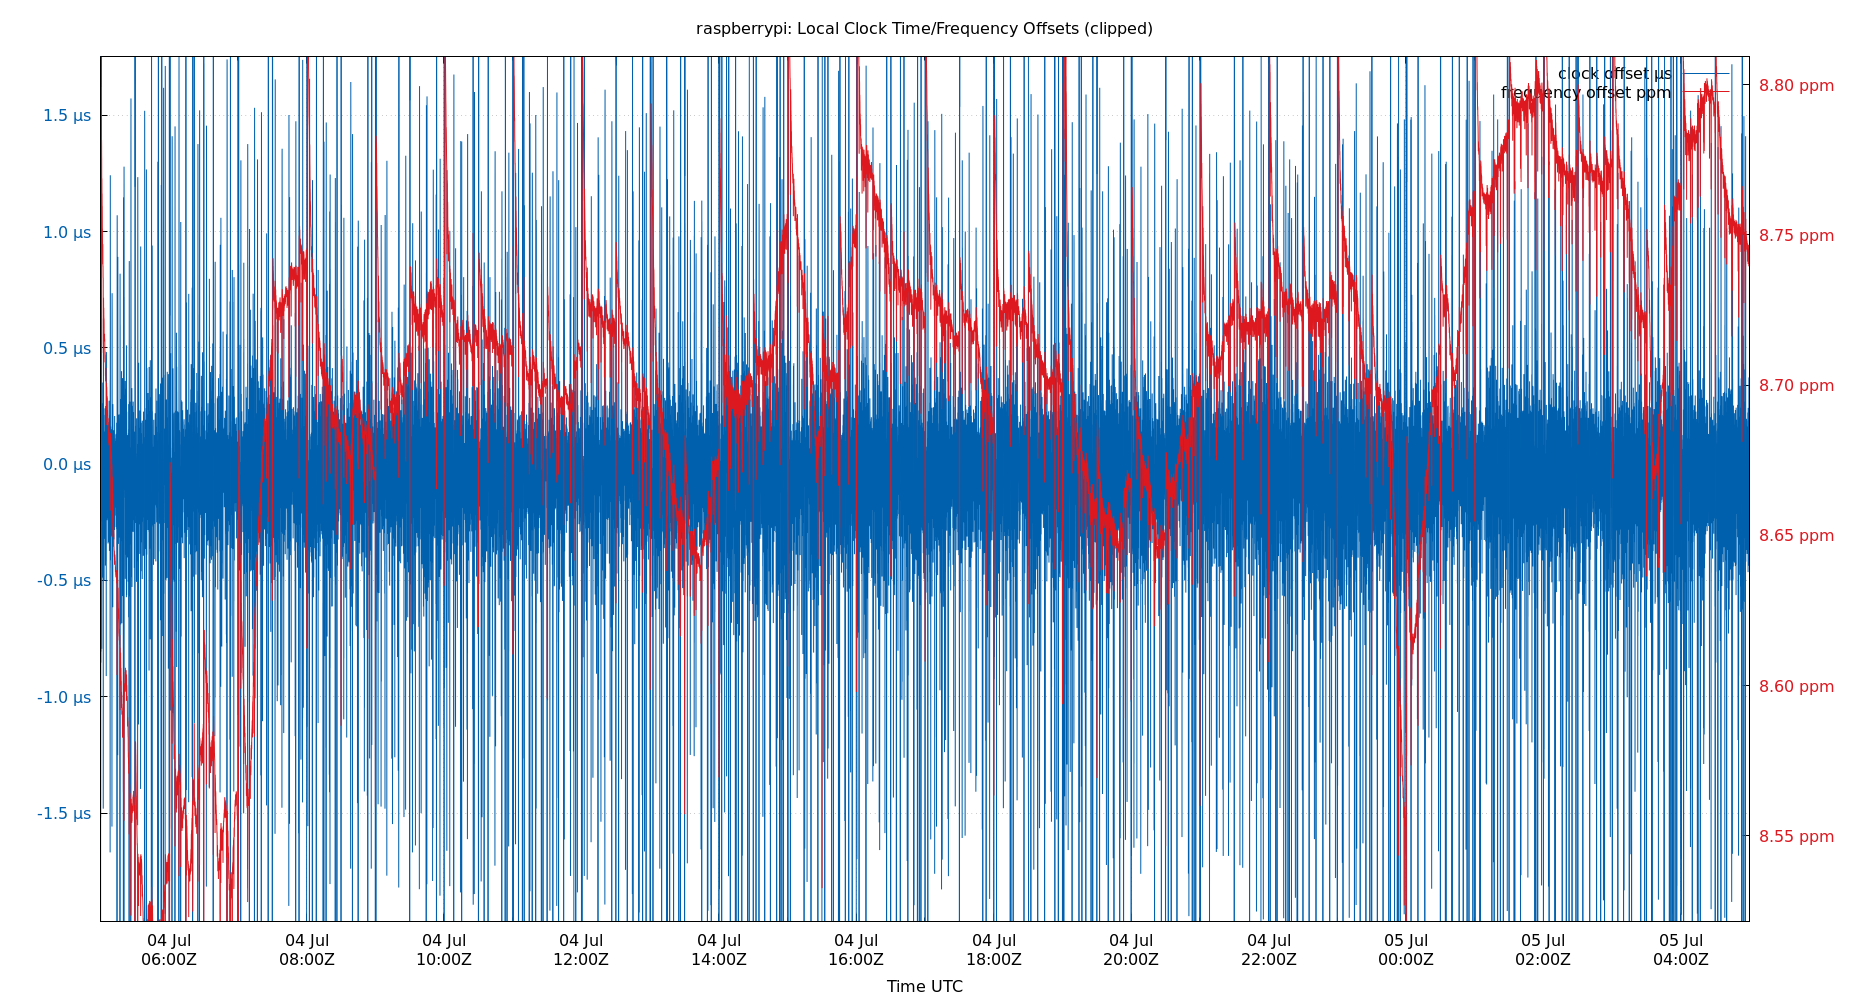 raspberrypi: Local Clock Time/Frequency Offsets (clipped)
clock offset µs
frequency offset ppm
1.5 µs
1.0 µs
0.5 µs
0.0 µs
-0.5 µs
-1.0 µs
-1.5 µs
8.80 ppm
8.75 ppm
8.70 ppm
8.65 ppm
8.60 ppm
8.55 ppm
04 Jul
06:00Z
04 Jul
08:00Z
04 Jul
10:00Z
04 Jul
12:00Z
04 Jul
14:00Z
04 Jul
16:00Z
04 Jul
18:00Z
04 Jul
20:00Z
04 Jul
22:00Z
05 Jul
00:00Z
05 Jul
02:00Z
05 Jul
04:00Z
Time UTC